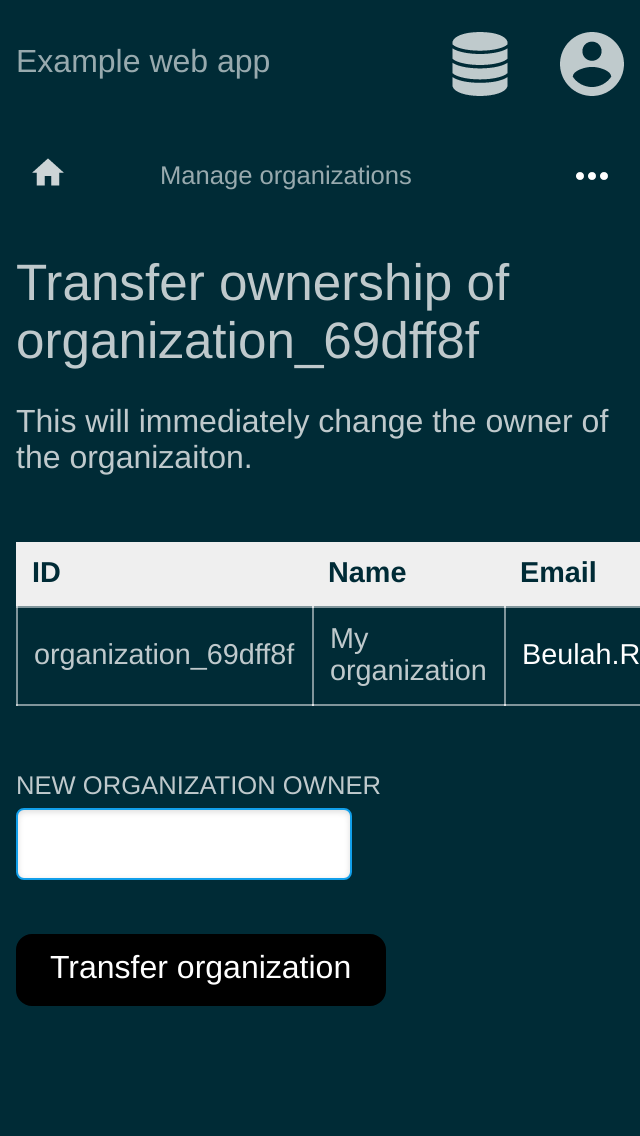 Example web app
Manage organizations
Transfer ownership of
organization_69dff8f
This will immediately change the owner of
the organizaiton.
ID Name Email
organization_69dff8f My organization Beulah.R
NEW ORGANIZATION OWNER
Transfer organization